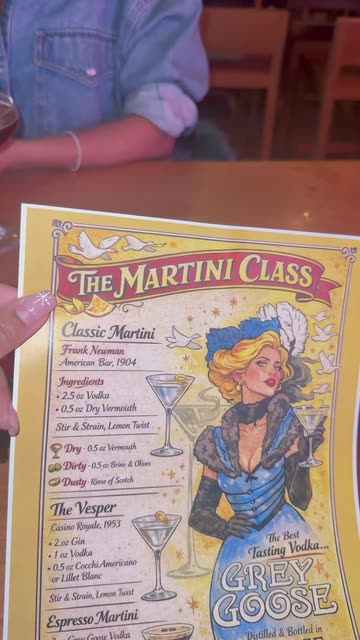 THE MARTINI CLASS
Classic Martini
Frank Newman
American Bar, 1904
Ingredients
• 2.5 oz Vodka
• 0.5 oz Dry Vermouth
Stir & Strain, Lemon Twist
Dry - 0.5 oz Vermouth
Dirty - 0.5 oz Brine & Olives
Dusty - Rinse of Scotch
The Vesper
Casino Royale, 1953
• 2 oz Gin
• 1 oz Vodka
• 0.5 oz Cocchi Americano
or Lillet Blanc
Stir & Strain, Lemon Twist
Espresso Martini
Grey Goose Vodka
The Best
Tasting Vodka...
GREY
GOOSE
Distilled & Bottled in